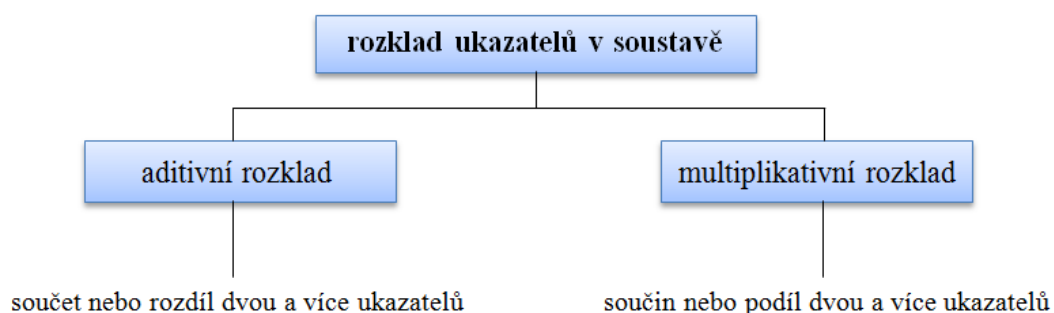 rozklad ukazatelů v soustavě
aditivní rozklad
multiplikativní rozklad
součet nebo rozdíl dvou a více ukazatelů
součin nebo podíl dvou a více ukazatelů